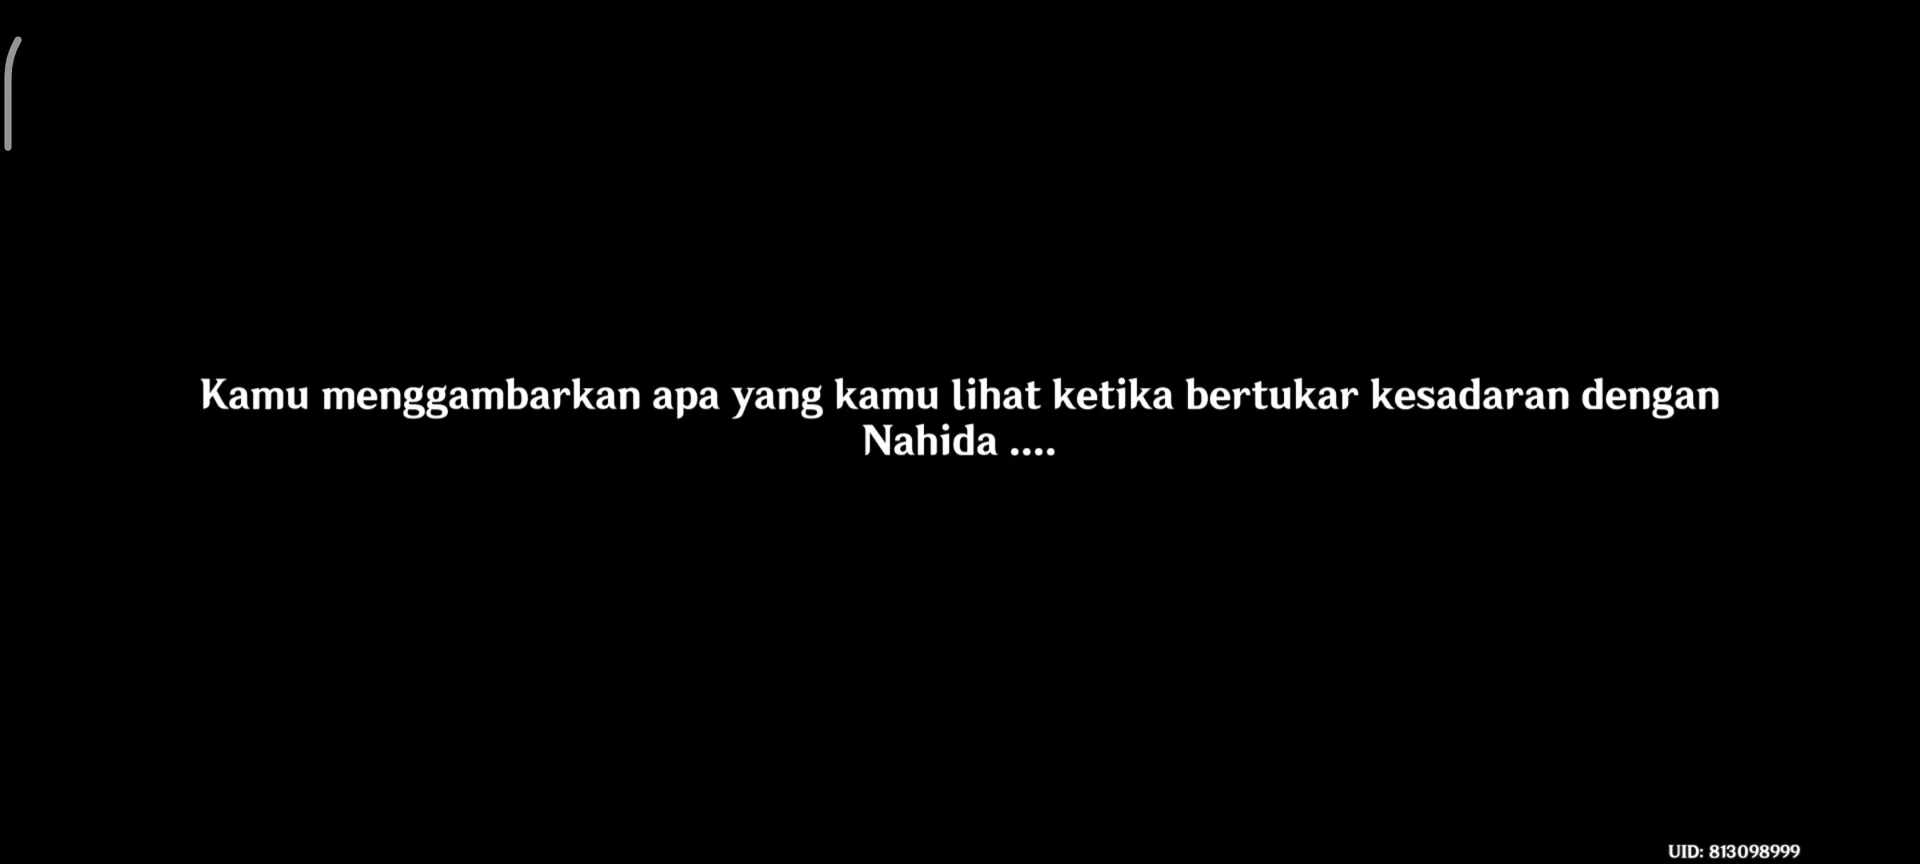 Kamu menggambarkan apa yang kamu lihat ketika bertukar kesadaran dengan
Nahida ....
UID: 813098999